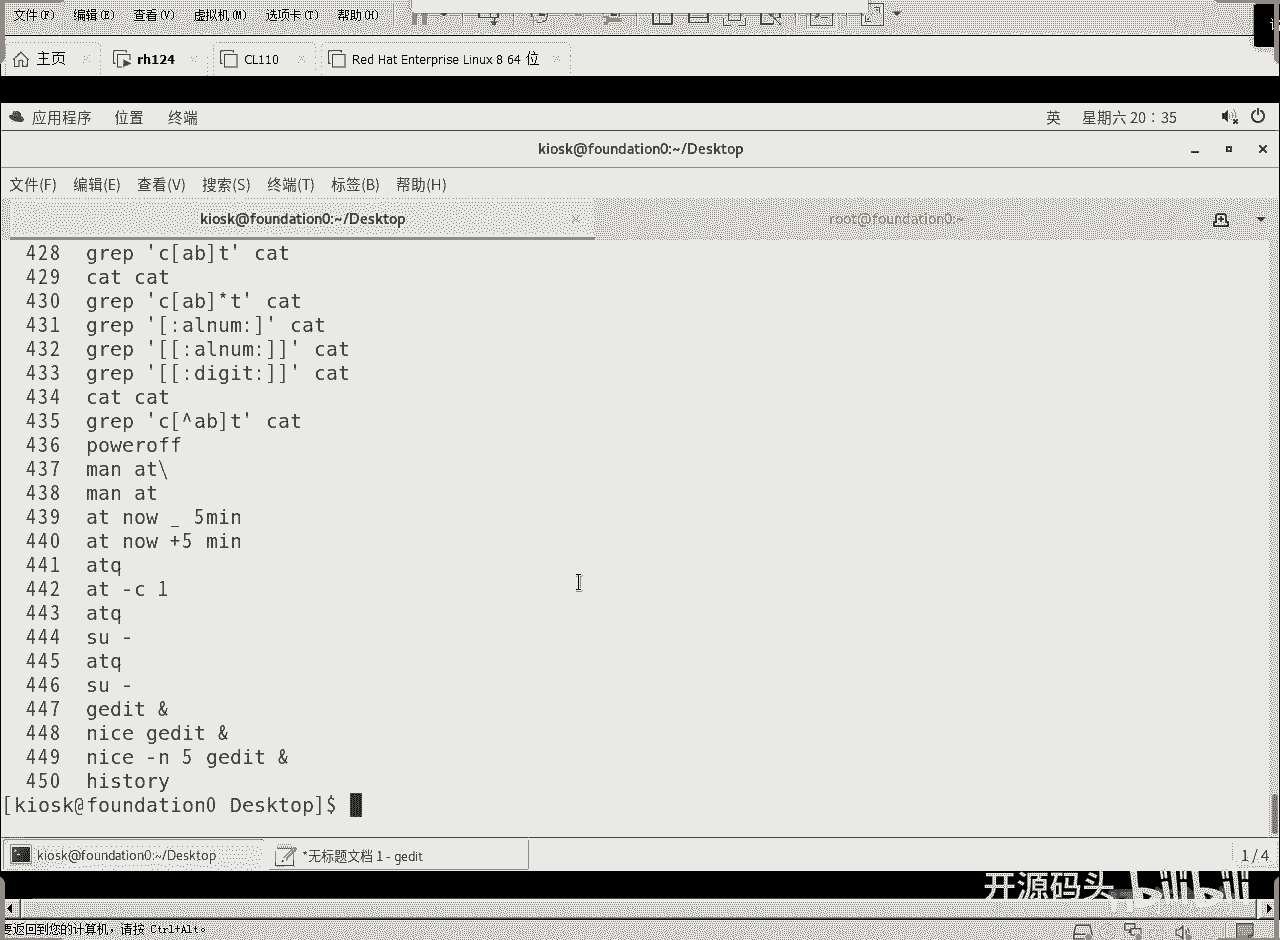 文件(F) 编辑(E) 查看(V) 虚拟机(M) 选项卡(T) 帮助(H)
主页 × rh124 × CL110 × Red Hat Enterprise Linux 8 64 位 ×
应用程序 位置 终端 英 星期六 20：35
kiosk@foundation0:~/Desktop
文件(F) 编辑(E) 查看(V) 搜索(S) 终端(T) 标签(B) 帮助(H)
kiosk@foundation0:~/Desktop × root@foundation0:~
428 grep 'c[ab]t' cat
429 cat cat
430 grep 'c[ab]*t' cat
431 grep '[:alnum:]' cat
432 grep '[[:alnum:]]' cat
433 grep '[[:digit:]]' cat
434 cat cat
435 grep 'c[^ab]t' cat
436 poweroff
437 man at\
438 man at
439 at now _ 5min
440 at now +5 min
441 atq
442 at -c 1
443 atq
444 su -
445 atq
446 su -
447 gedit &
448 nice gedit &
449 nice -n 5 gedit &
450 history
[kiosk@foundation0 Desktop]$
kiosk@foundation0:~/Desktop *无标题文档 1 - gedit 1 / 4
开源码头 bilibili
要返回到您的计算机，请按 Ctrl+Alt。